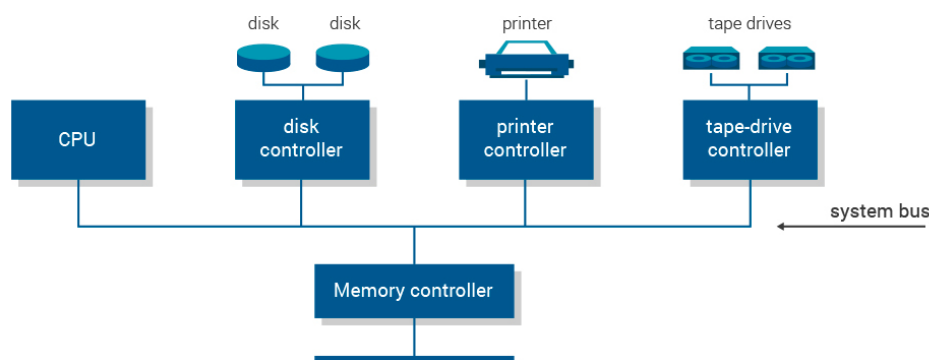 disk
disk
printer
tape drives
CPU
disk
controller
printer
controller
tape-drive
controller
system bus
Memory controller